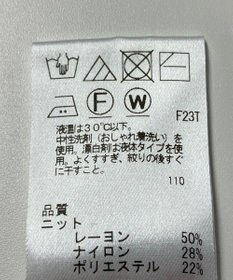 F W
F23T
液温は30℃以下。
中性洗剤(おしゃれ着洗い)を
使用。漂白剤は液体タイプを使
用。よくすすぎ、絞りの後すぐ
に干すこと。
110
品質
ニット
レーヨン 50%
ナイロン 28%
ポリエステル 22%